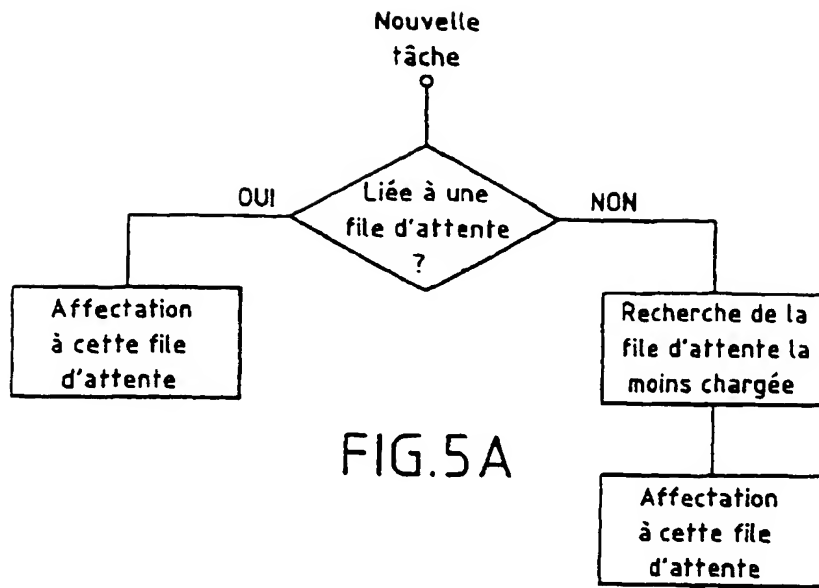 Nouvelle
tâche
OUI
Liée à une
file d'attente
?
NON
Affectation
à cette file
d'attente
Recherche de la
file d'attente la
moins chargée
FIG.5A
Affectation
à cette file
d'attente